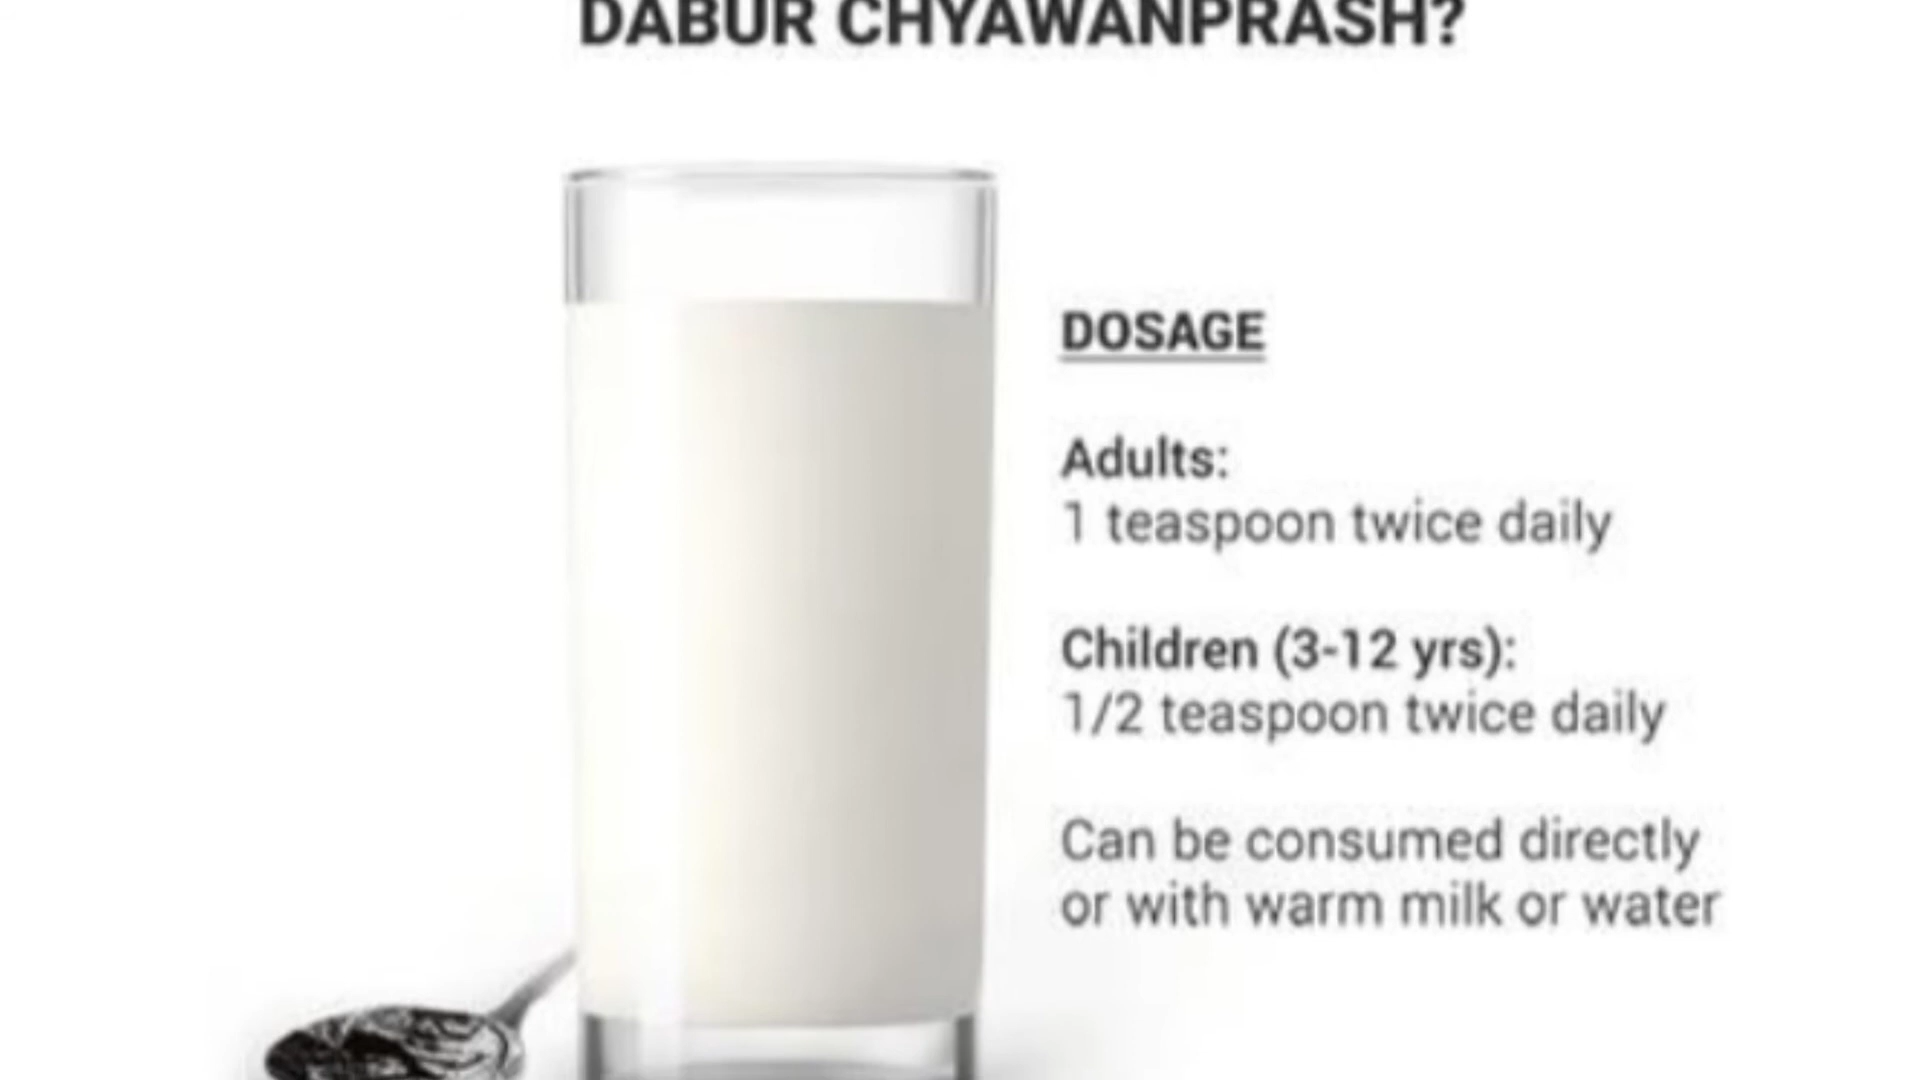 DABUR CHYAWANPRASH?
DOSAGE
Adults:
1 teaspoon twice daily
Children (3-12 yrs):
1/2 teaspoon twice daily
Can be consumed directly
or with warm milk or water